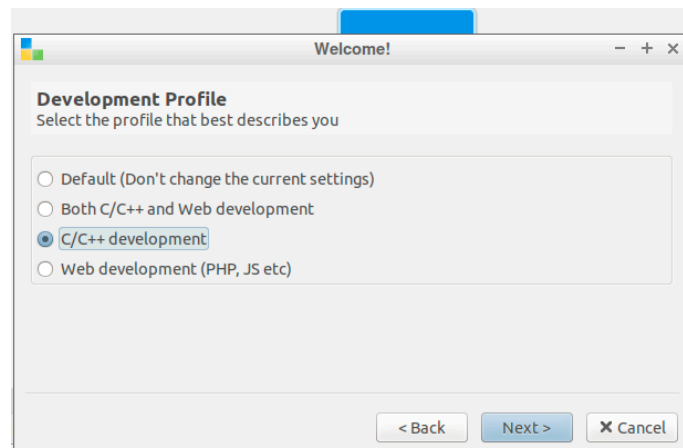 Welcome!
Development Profile
Select the profile that best describes you
Default (Don't change the current settings)
Both C/C++ and Web development
C/C++ development
Web development (PHP, JS etc)
< Back
Next >
Cancel